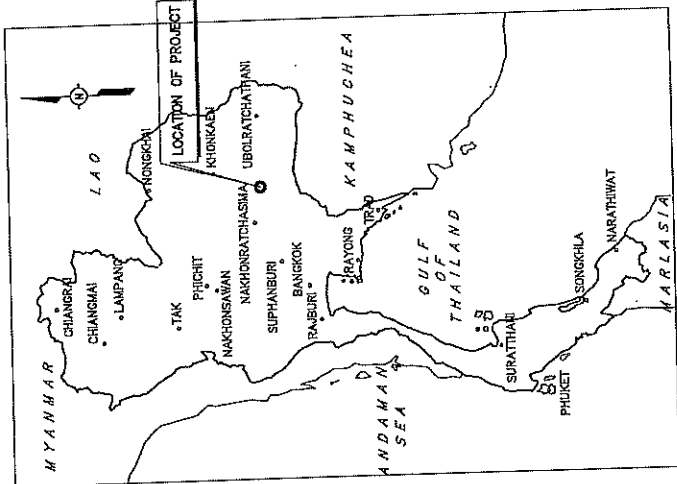 MYANMAR
LAO
N
LOCATION OF PROJECT
CHIANGRAI
CHIANGMAI
LAMPANG
NONGKHAI
TAK
PHICHIT
KHONKAEN
NAKHONSAWAN
NAKHONRATCHASIMA
UBOLRATCHATHANI
SUPHANBURI
BANGKOK
RAJBURI
RAYONG
TRAD
KAMPHUCHEA
GULF
OF
THAILAND
ANDAMAN
SEA
SURATTHANI
PHUKET
SONGKHLA
NARATHIWAT
MARLASIA